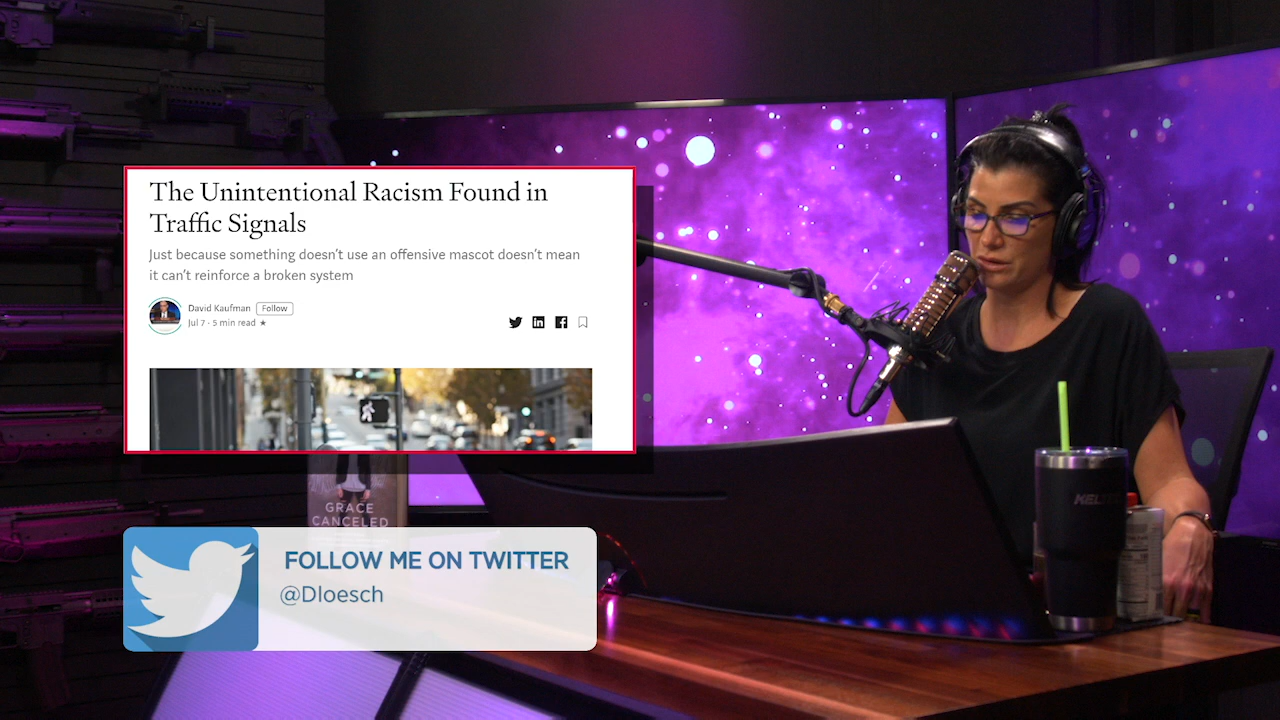 The Unintentional Racism Found in
Traffic Signals
Just because something doesn't use an offensive mascot doesn't mean
it can't reinforce a broken system
David Kaufman Follow
Jul 7 · 5 min read ★
GRACE
CANCELED
FOLLOW ME ON TWITTER
@Dloesch